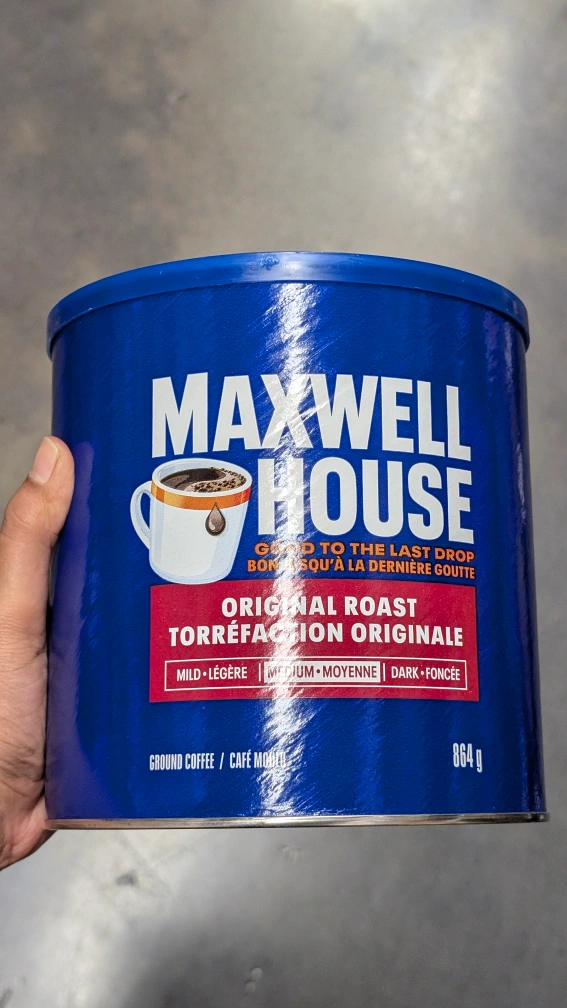 MAXWELL
HOUSE
GOOD TO THE LAST DROP
BON JUSQU'À LA DERNIÈRE GOUTTE
ORIGINAL ROAST
TORRÉFACTION ORIGINALE
MILD • LÉGÈRE | MEDIUM • MOYENNE | DARK • FONCÉE
GROUND COFFEE / CAFÉ MOULU 864 g